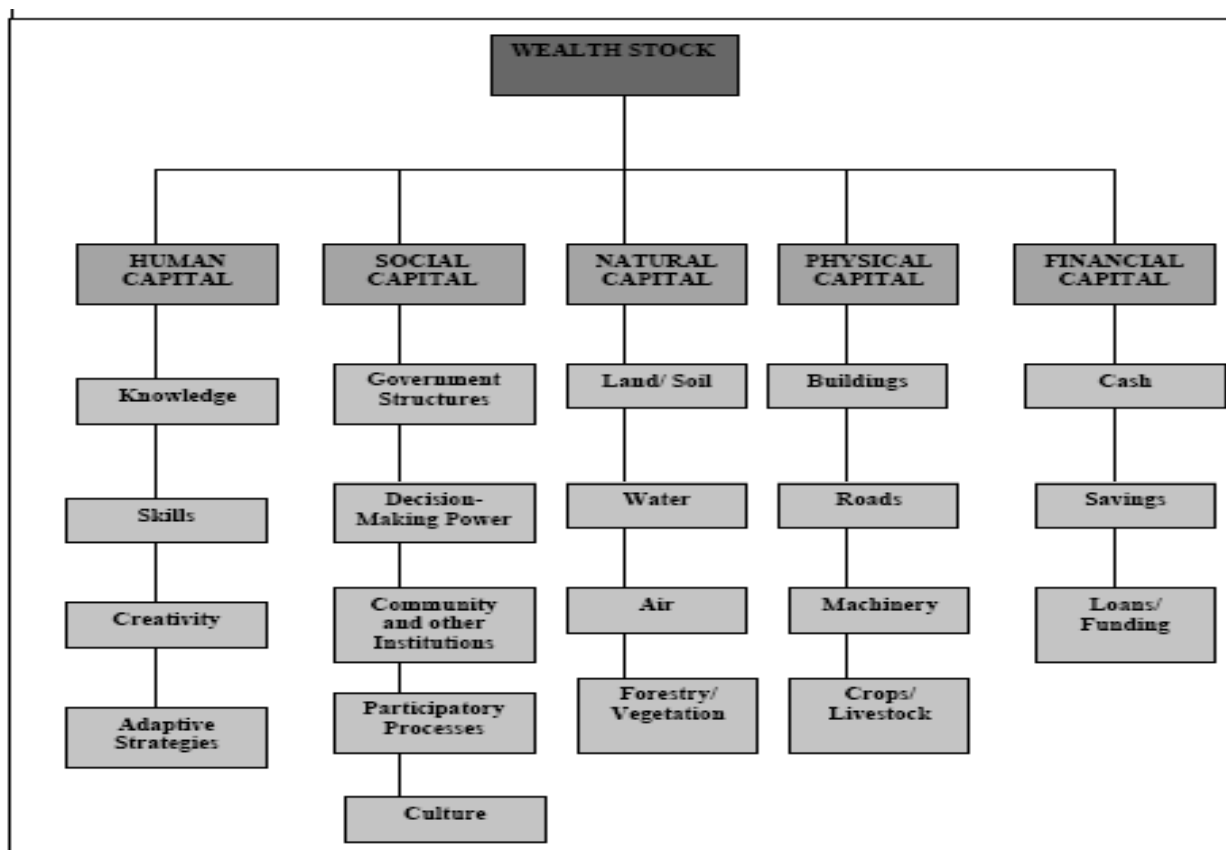 WEALTH STOCK
HUMAN
CAPITAL
Knowledge
Skills
Creativity
Adaptive
Strategies
SOCIAL
CAPITAL
Government
Structures
Decision-
Making Power
Community
and other
Institutions
Participatory
Processes
Culture
NATURAL
CAPITAL
Land/ Soil
Water
Air
Forestry/
Vegetation
PHYSICAL
CAPITAL
Buildings
Roads
Machinery
Crops/
Livestock
FINANCIAL
CAPITAL
Cash
Savings
Loans/
Funding